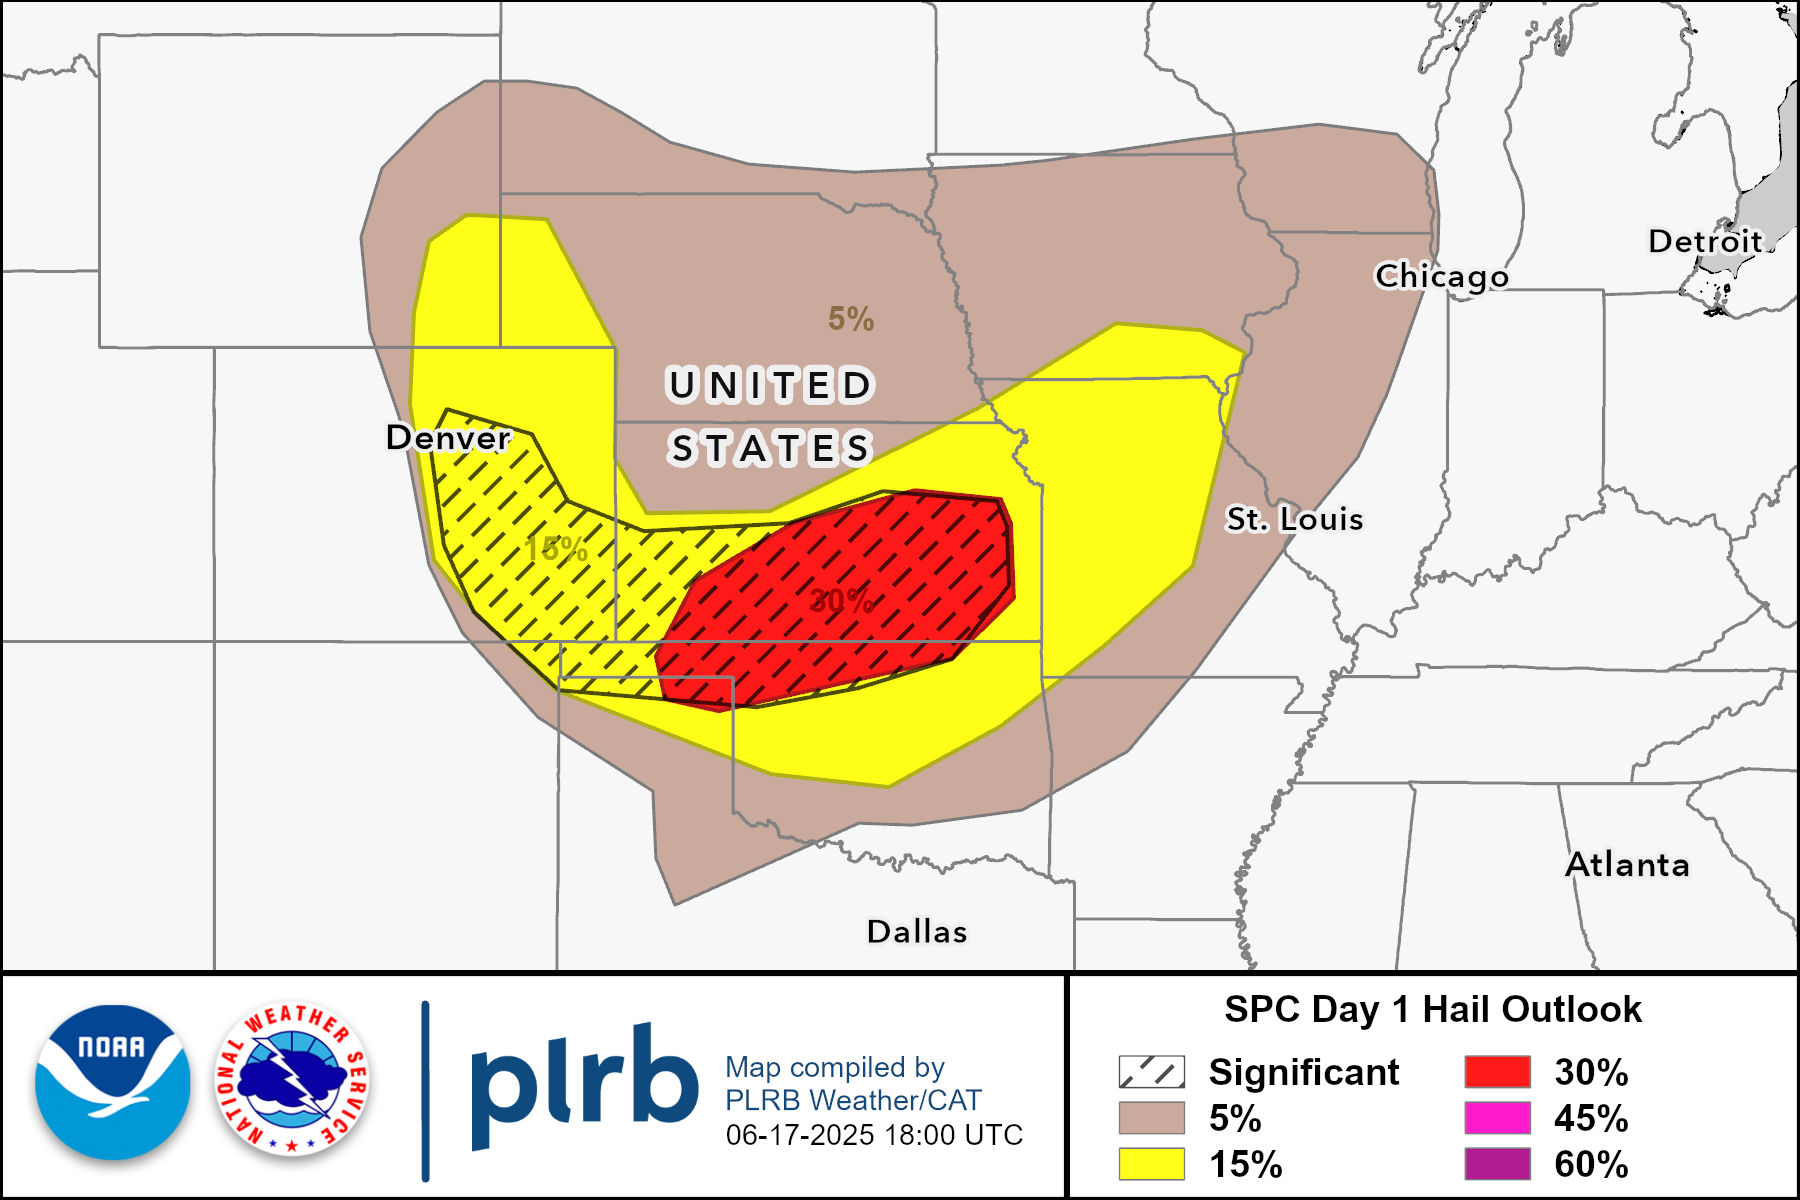 Detroit
Chicago
5%
UNITED
STATES
Denver
St. Louis
15%
30%
Atlanta
Dallas
NOAA
NATIONAL WEATHER SERVICE
plrb
Map compiled by
PLRB Weather/CAT
06-17-2025 18:00 UTC
SPC Day 1 Hail Outlook
Significant
5%
15%
30%
45%
60%